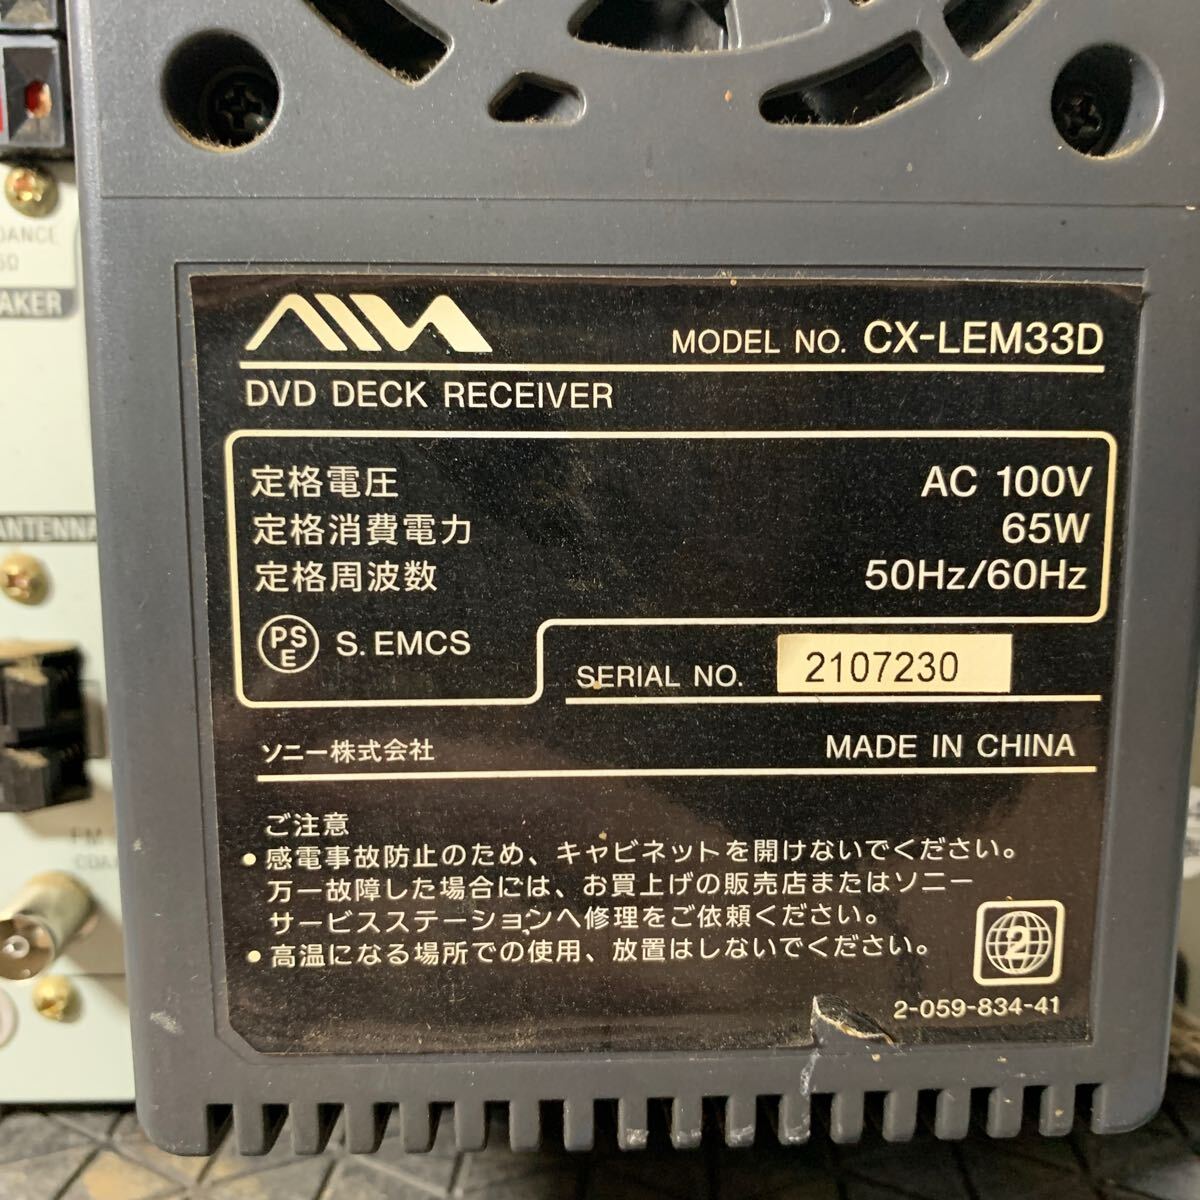 DANCE
AKER
ANTENNA
FM
COA
AIWA
MODEL NO. CX-LEM33D
DVD DECK RECEIVER
定格電圧 AC 100V
定格消費電力 65W
定格周波数 50Hz/60Hz
PSE S. EMCS
SERIAL NO. 2107230
ソニー株式会社 MADE IN CHINA
ご注意
● 感電事故防止のため、キャビネットを開けないでください。
万一故障した場合には、お買上げの販売店またはソニー
サービスステーションへ修理をご依頼ください。
● 高温になる場所での使用、放置はしないでください。
2
2-059-834-41